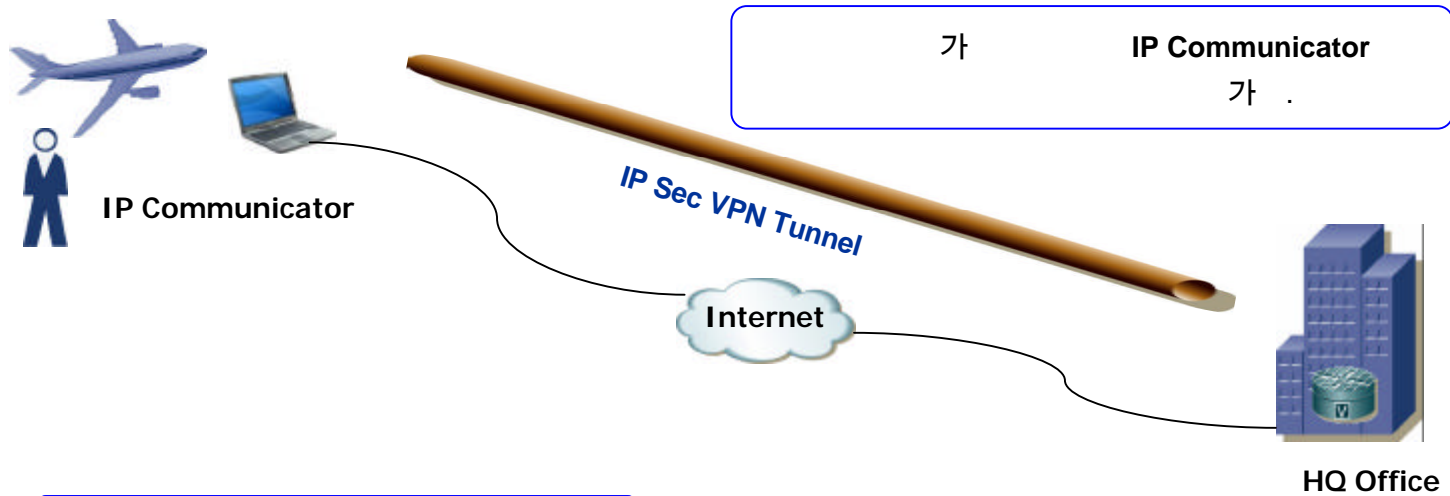 가 IP Communicator
가 .
IP Communicator
IP Sec VPN Tunnel
Internet
V
HQ Office